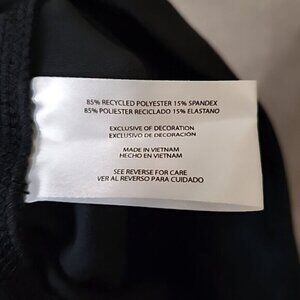 85% RECYCLED POLYESTER 15% SPANDEX
85% POLIESTER RECICLADO 15% ELASTANO
EXCLUSIVE OF DECORATION
EXCLUSIVO DE DECORACIÓN
MADE IN VIETNAM
HECHO EN VIETNAM
SEE REVERSE FOR CARE
VER AL REVERSO PARA CUIDADO